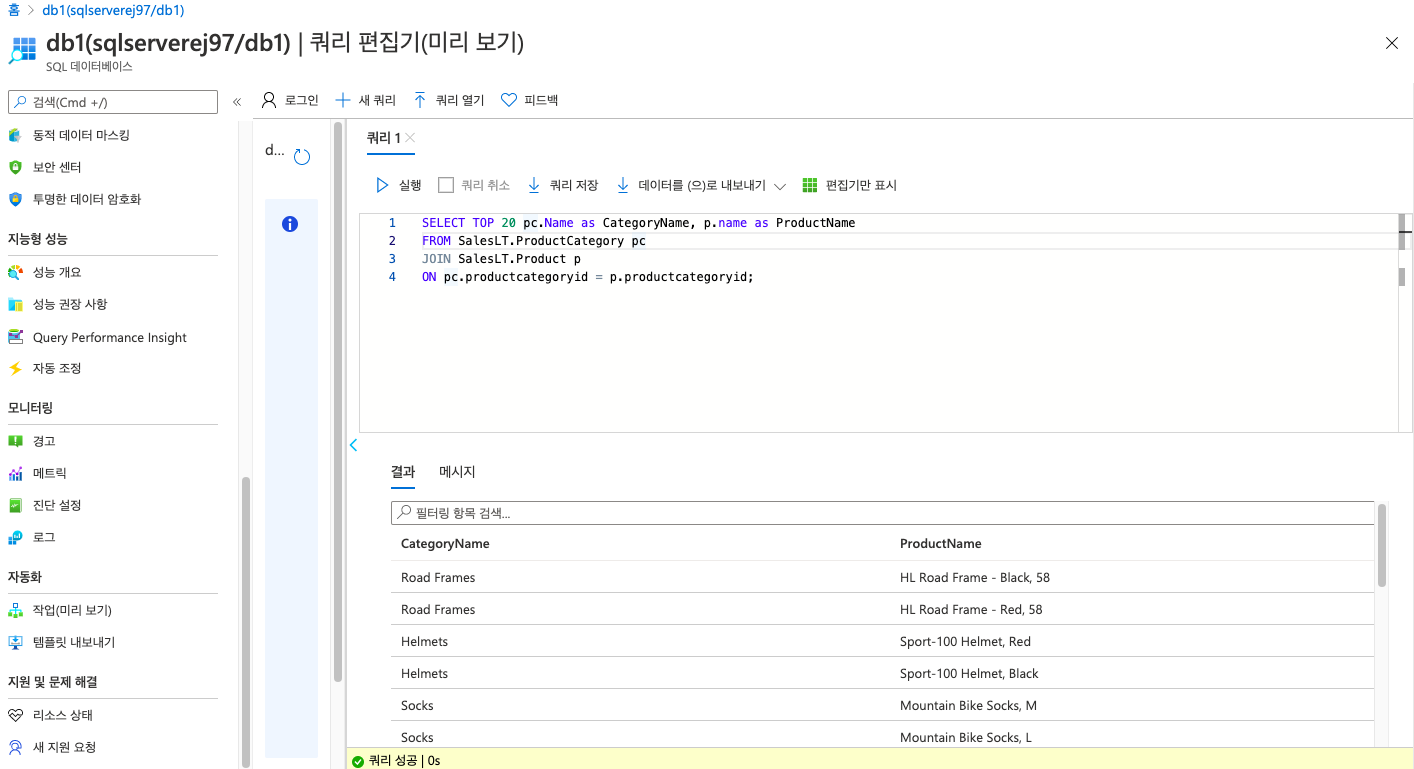 홈 > db1(sqlserverej97/db1)
db1(sqlserverej97/db1) | 쿼리 편집기(미리 보기)
SQL 데이터베이스
검색(Cmd +/)
«
동적 데이터 마스킹
보안 센터
투명한 데이터 암호화
지능형 성능
성능 개요
성능 권장 사항
Query Performance Insight
자동 조정
모니터링
경고
메트릭
진단 설정
로그
자동화
작업(미리 보기)
템플릿 내보내기
지원 및 문제 해결
리소스 상태
새 지원 요청
로그인 새 쿼리 쿼리 열기 피드백
d...
쿼리 1
실행 쿼리 취소 쿼리 저장 데이터를 (으)로 내보내기 편집기만 표시
1 SELECT TOP 20 pc.Name as CategoryName, p.name as ProductName
2 FROM SalesLT.ProductCategory pc
3 JOIN SalesLT.Product p
4 ON pc.productcategoryid = p.productcategoryid;
결과 메시지
필터링 항목 검색...
CategoryName ProductName
Road Frames HL Road Frame - Black, 58
Road Frames HL Road Frame - Red, 58
Helmets Sport-100 Helmet, Red
Helmets Sport-100 Helmet, Black
Socks Mountain Bike Socks, M
Socks Mountain Bike Socks, L
쿼리 성공 | 0s